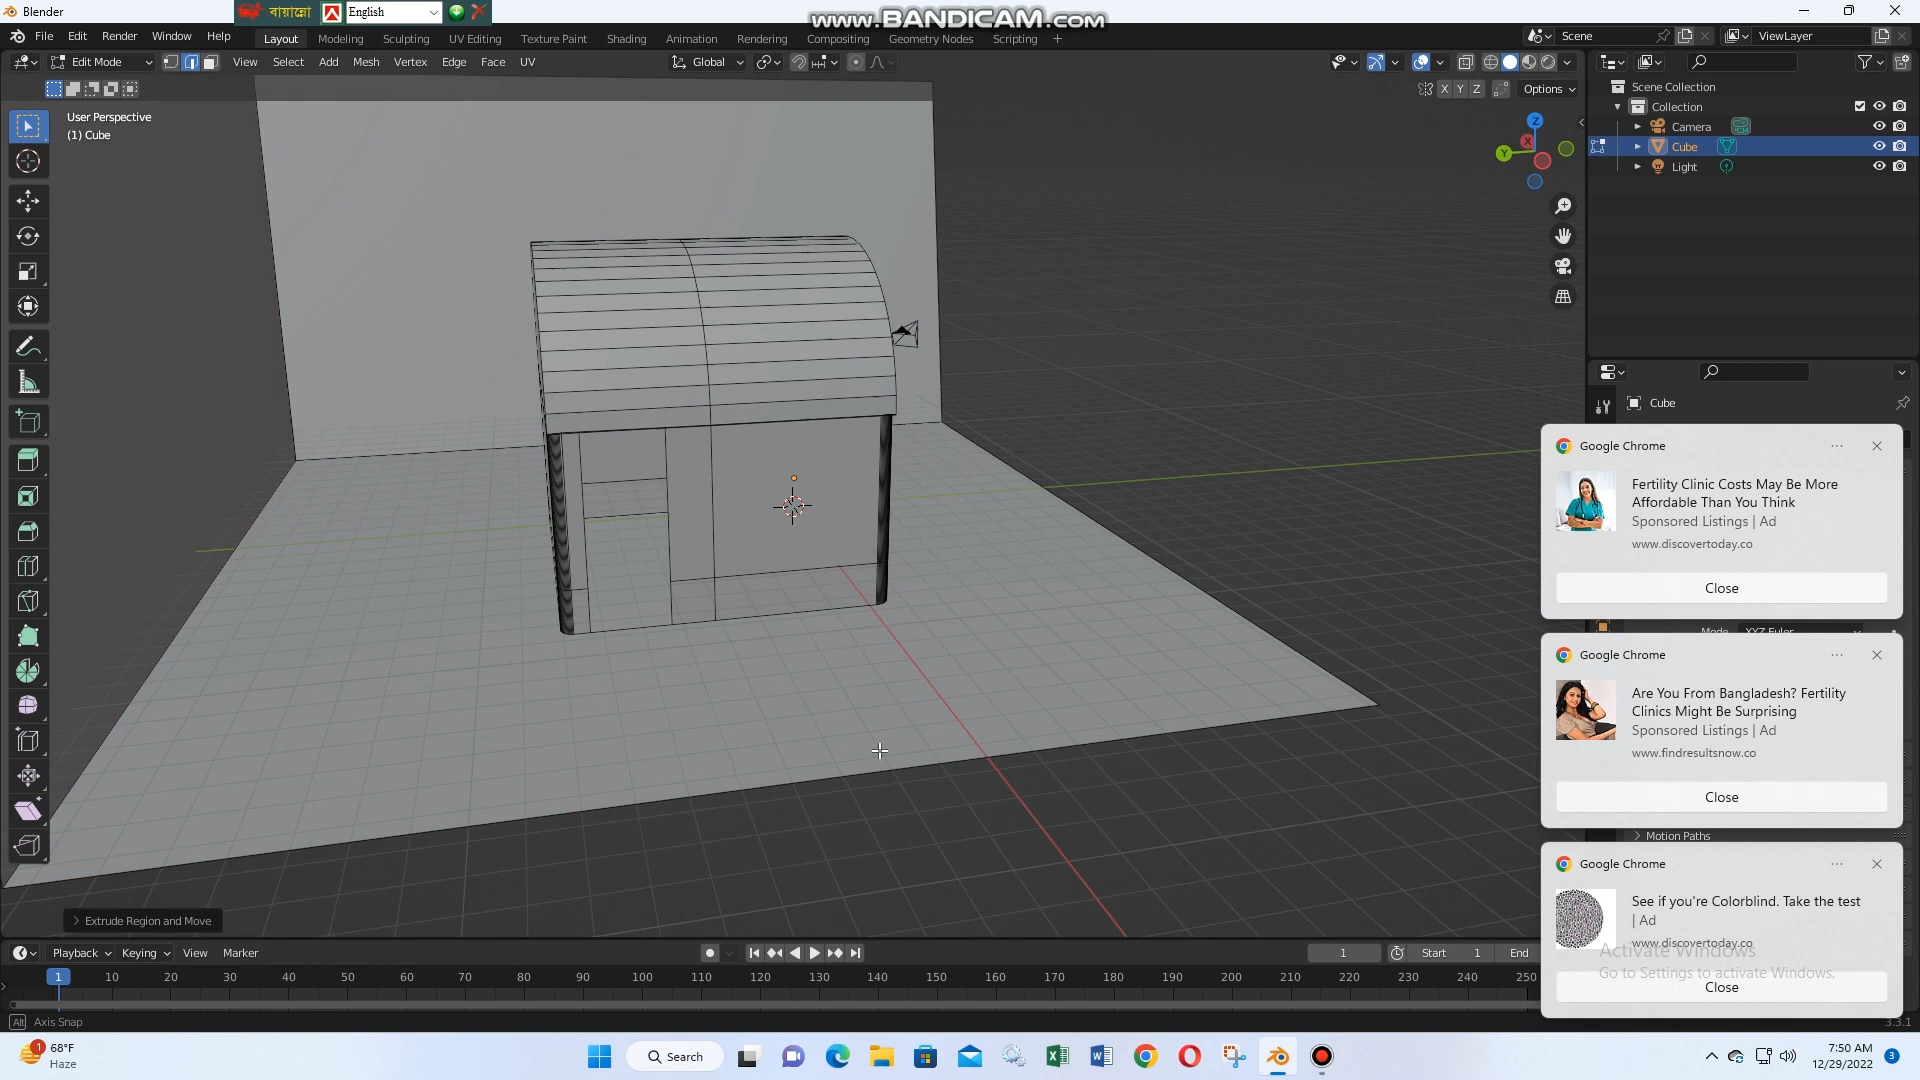 Blender
বায়ান্নো
English
www.BANDICAM.com
File Edit Render Window Help
Layout Modeling Sculpting UV Editing Texture Paint Shading Animation Rendering Compositing Geometry Nodes Scripting +
Scene
ViewLayer
Edit Mode
View Select Add Mesh Vertex Edge Face UV
Global
X Y Z
Options
User Perspective
(1) Cube
Z
X
Y
Scene Collection
Collection
Camera
Cube
Light
Cube
Google Chrome
Fertility Clinic Costs May Be More
Affordable Than You Think
Sponsored Listings | Ad
www.discovertoday.co
Close
Mode XYZ Euler
Google Chrome
Are You From Bangladesh? Fertility
Clinics Might Be Surprising
Sponsored Listings | Ad
www.findresultsnow.co
Close
Motion Paths
Google Chrome
See if you're Colorblind. Take the test
| Ad
www.discovertoday.co
Activate Windows
Go to Settings to activate Windows.
Close
Extrude Region and Move
Playback Keying View Marker
1
Start 1 End
1 10 20 30 40 50 60 70 80 90 100 110 120 130 140 150 160 170 180 190 200 210 220 230 240 250
Alt Axis Snap
3.3.1
1
68°F
Haze
Search
7:50 AM
12/29/2022
3